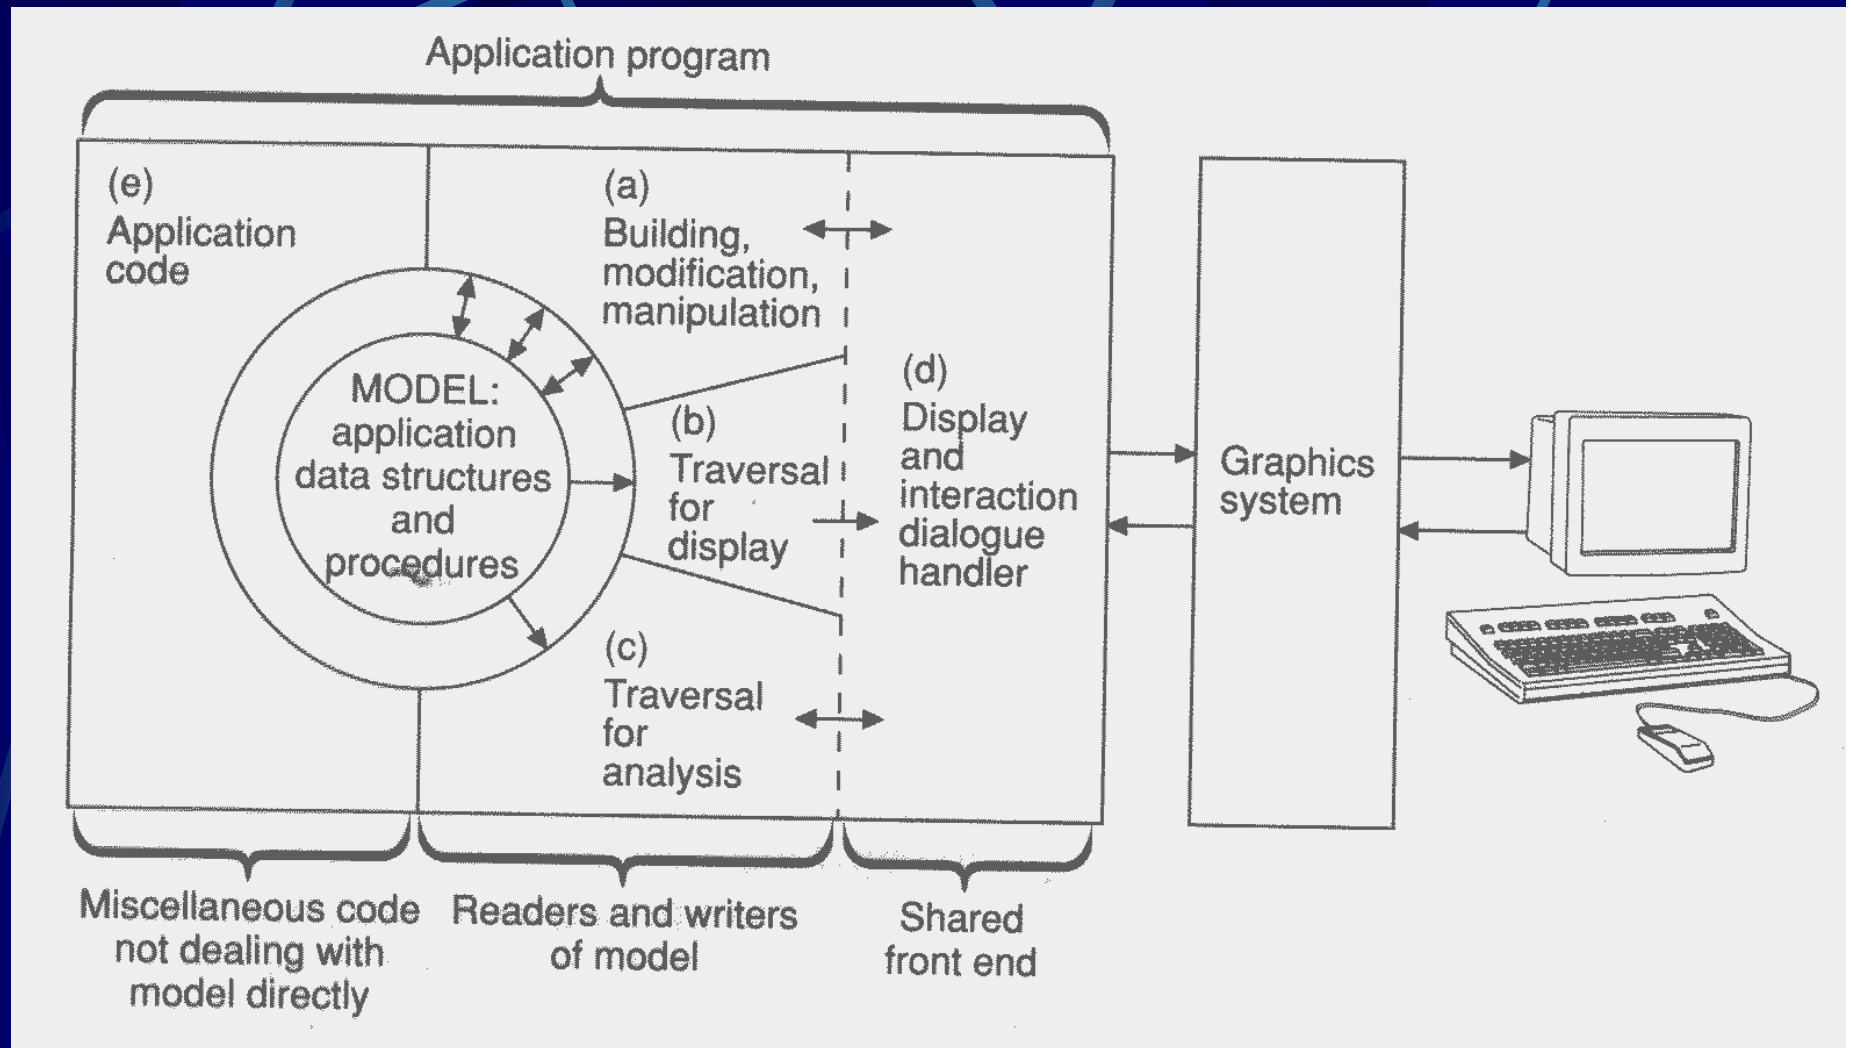 Application program
(e)
Application
code
(a)
Building,
modification,
manipulation
MODEL:
application
data structures
and
procedures
(b)
Traversal
for
display
(c)
Traversal
for
analysis
(d)
Display
and
interaction
dialogue
handler
Graphics
system
Miscellaneous code
not dealing with
model directly
Readers and writers
of model
Shared
front end